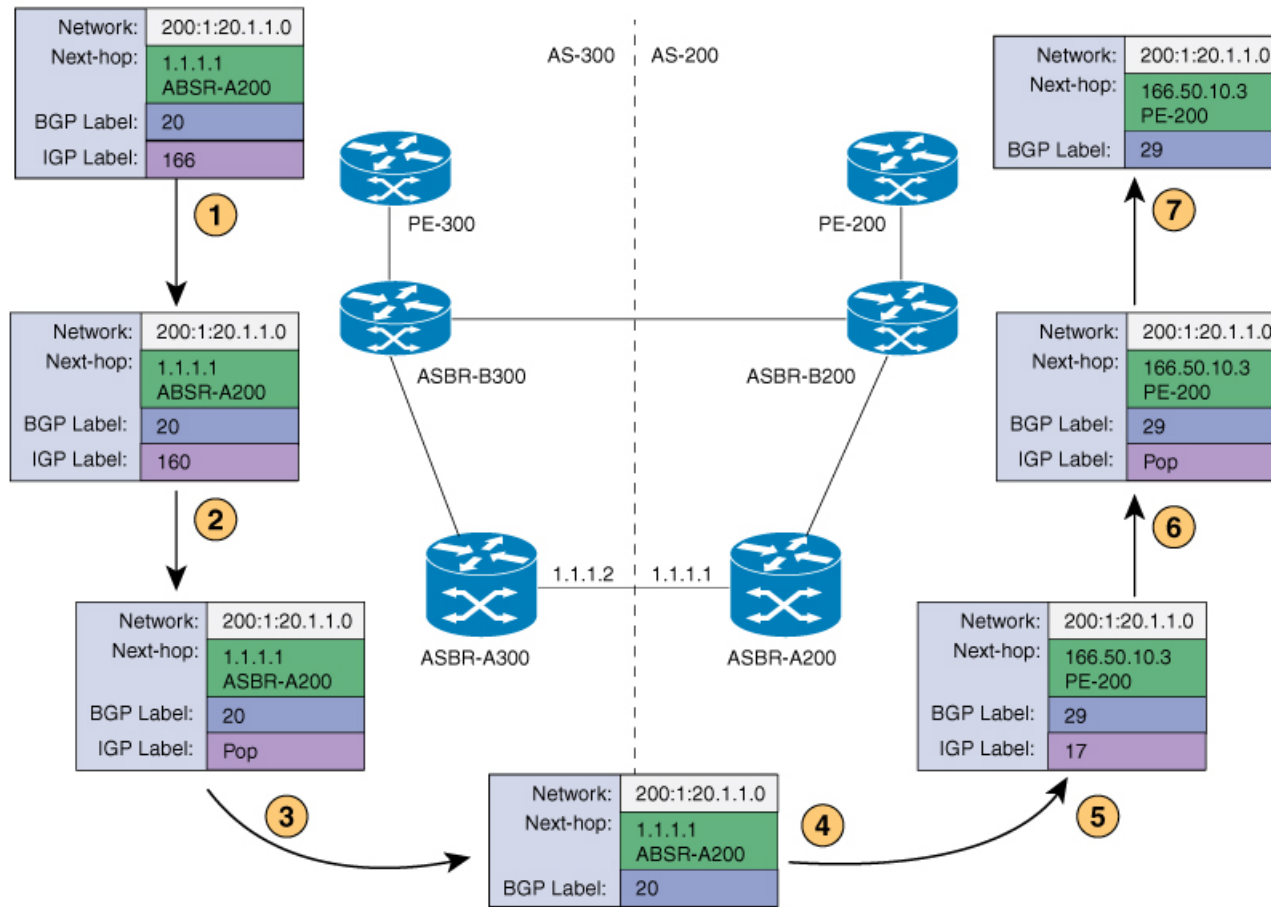 Network: 200:1:20.1.1.0
Next-hop: 1.1.1.1
ABSR-A200
BGP Label: 20
IGP Label: 166
1
Network: 200:1:20.1.1.0
Next-hop: 1.1.1.1
ABSR-A200
BGP Label: 20
IGP Label: 160
2
Network: 200:1:20.1.1.0
Next-hop: 1.1.1.1
ASBR-A200
BGP Label: 20
IGP Label: Pop
3
AS-300 AS-200
PE-300 PE-200
ASBR-B300 ASBR-B200
1.1.1.2 1.1.1.1
ASBR-A300 ASBR-A200
Network: 200:1:20.1.1.0
Next-hop: 1.1.1.1
ABSR-A200
BGP Label: 20
4
5
Network: 200:1:20.1.1.0
Next-hop: 166.50.10.3
PE-200
BGP Label: 29
IGP Label: 17
6
Network: 200:1:20.1.1.0
Next-hop: 166.50.10.3
PE-200
BGP Label: 29
IGP Label: Pop
7
Network: 200:1:20.1.1.0
Next-hop: 166.50.10.3
PE-200
BGP Label: 29